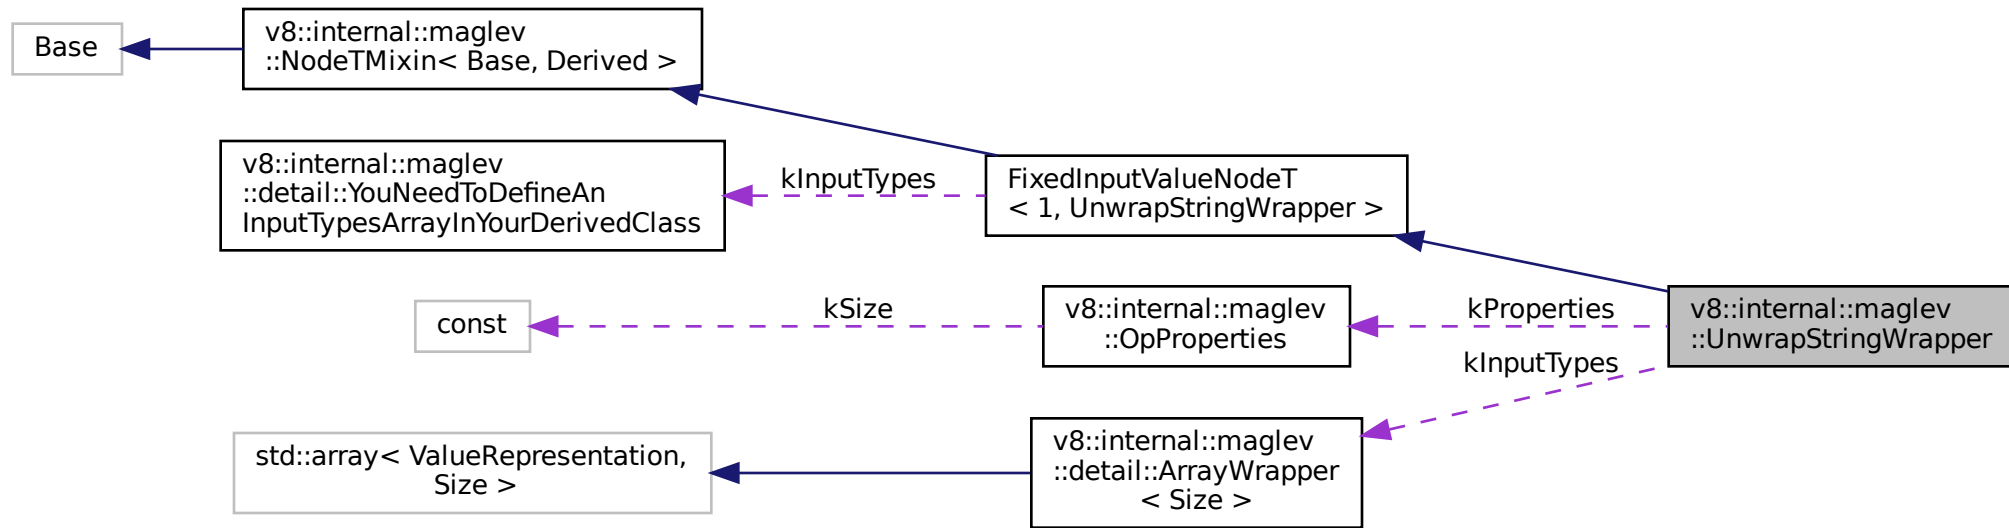 Base
v8::internal::maglev
::NodeTMixin< Base, Derived >
v8::internal::maglev
::detail::YouNeedToDefineAn
InputTypesArrayInYourDerivedClass
kInputTypes
FixedInputValueNodeT
< 1, UnwrapStringWrapper >
const
kSize
v8::internal::maglev
::OpProperties
kProperties
v8::internal::maglev
::UnwrapStringWrapper
kInputTypes
std::array< ValueRepresentation,
Size >
v8::internal::maglev
::detail::ArrayWrapper
< Size >